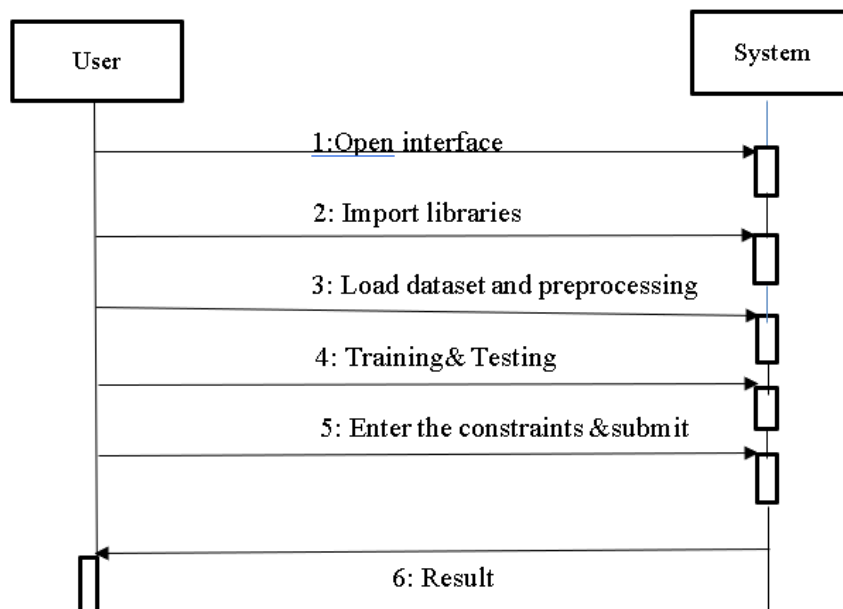 User
System
1:Open interface
2: Import libraries
3: Load dataset and preprocessing
4: Training& Testing
5: Enter the constraints &submit
6: Result